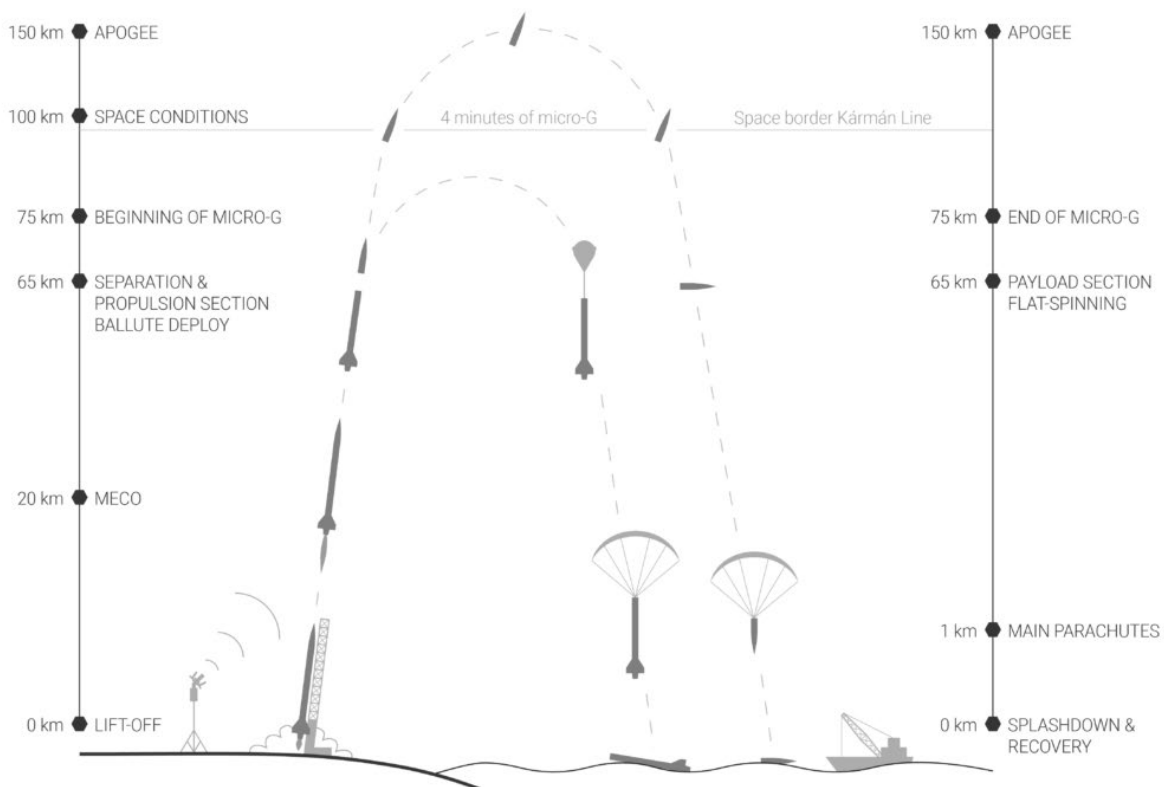 150 km APOGEE
100 km SPACE CONDITIONS
75 km BEGINNING OF MICRO-G
65 km SEPARATION &
PROPULSION SECTION
BALLUTE DEPLOY
20 km MECO
0 km LIFT-OFF
4 minutes of micro-G
Space border Kármán Line
150 km APOGEE
75 km END OF MICRO-G
65 km PAYLOAD SECTION
FLAT-SPINNING
1 km MAIN PARACHUTES
0 km SPLASHDOWN &
RECOVERY